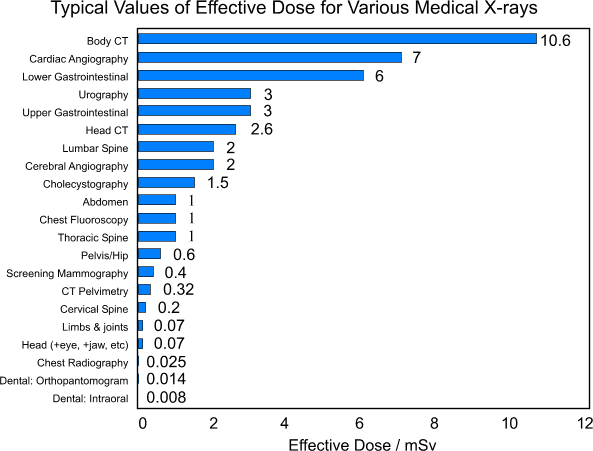 Typical Values of Effective Dose for Various Medical X-rays
Body CT 10.6
Cardiac Angiography 7
Lower Gastrointestinal 6
Urography 3
Upper Gastrointestinal 3
Head CT 2.6
Lumbar Spine 2
Cerebral Angiography 2
Cholecystography 1.5
Abdomen 1
Chest Fluoroscopy 1
Thoracic Spine 1
Pelvis/Hip 0.6
Screening Mammography 0.4
CT Pelvimetry 0.32
Cervical Spine 0.2
Limbs & joints 0.07
Head (+eye, +jaw, etc) 0.07
Chest Radiography 0.025
Dental: Orthopantomogram 0.014
Dental: Intraoral 0.008
0 2 4 6 8 10 12
Effective Dose / mSv